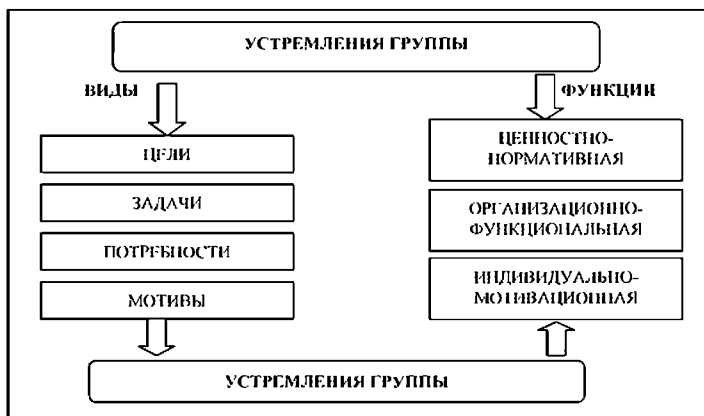 УСТРЕМЛЕНИЯ ГРУППЫ
ВИДЫ
ФУНКЦИИ
ЦЕЛИ
ЗАДАЧИ
ПОТРЕБНОСТИ
МОТИВЫ
ЦЕННОСТНО-
НОРМАТИВНАЯ
ОРГАНИЗАЦИОННО-
ФУНКЦИОНАЛЬНАЯ
ИНДИВИДУАЛЬНО-
МОТИВАЦИОННАЯ
УСТРЕМЛЕНИЯ ГРУППЫ